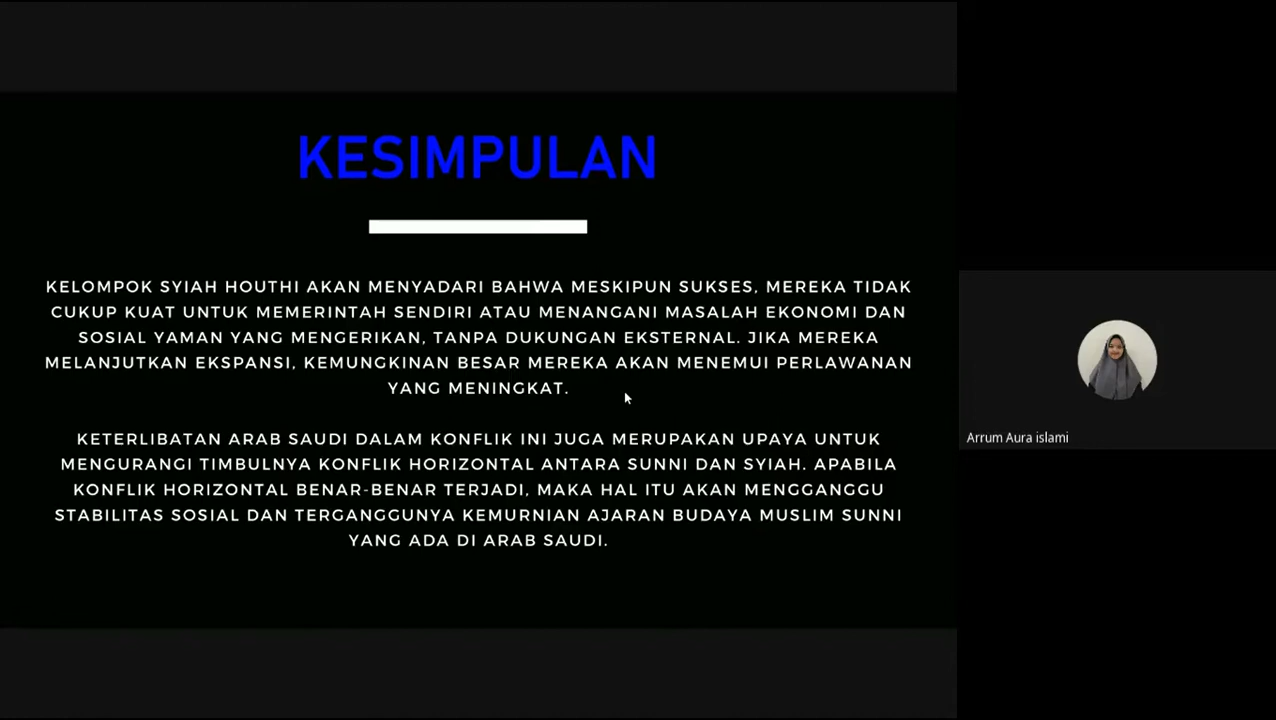 KESIMPULAN
KELOMPOK SYIAH HOUTHI AKAN MENYADARI BAHWA MESKIPUN SUKSES, MEREKA TIDAK
CUKUP KUAT UNTUK MEMERINTAH SENDIRI ATAU MENANGANI MASALAH EKONOMI DAN
SOSIAL YAMAN YANG MENGERIKAN, TANPA DUKUNGAN EKSTERNAL. JIKA MEREKA
MELANJUTKAN EKSPANSI, KEMUNGKINAN BESAR MEREKA AKAN MENEMUI PERLAWANAN
YANG MENINGKAT.
KETERLIBATAN ARAB SAUDI DALAM KONFLIK INI JUGA MERUPAKAN UPAYA UNTUK
MENGURANGI TIMBULNYA KONFLIK HORIZONTAL ANTARA SUNNI DAN SYIAH. APABILA
KONFLIK HORIZONTAL BENAR-BENAR TERJADI, MAKA HAL ITU AKAN MENGGANGGU
STABILITAS SOSIAL DAN TERGANGGUNYA KEMURNIAN AJARAN BUDAYA MUSLIM SUNNI
YANG ADA DI ARAB SAUDI.
Arrum Aura islami